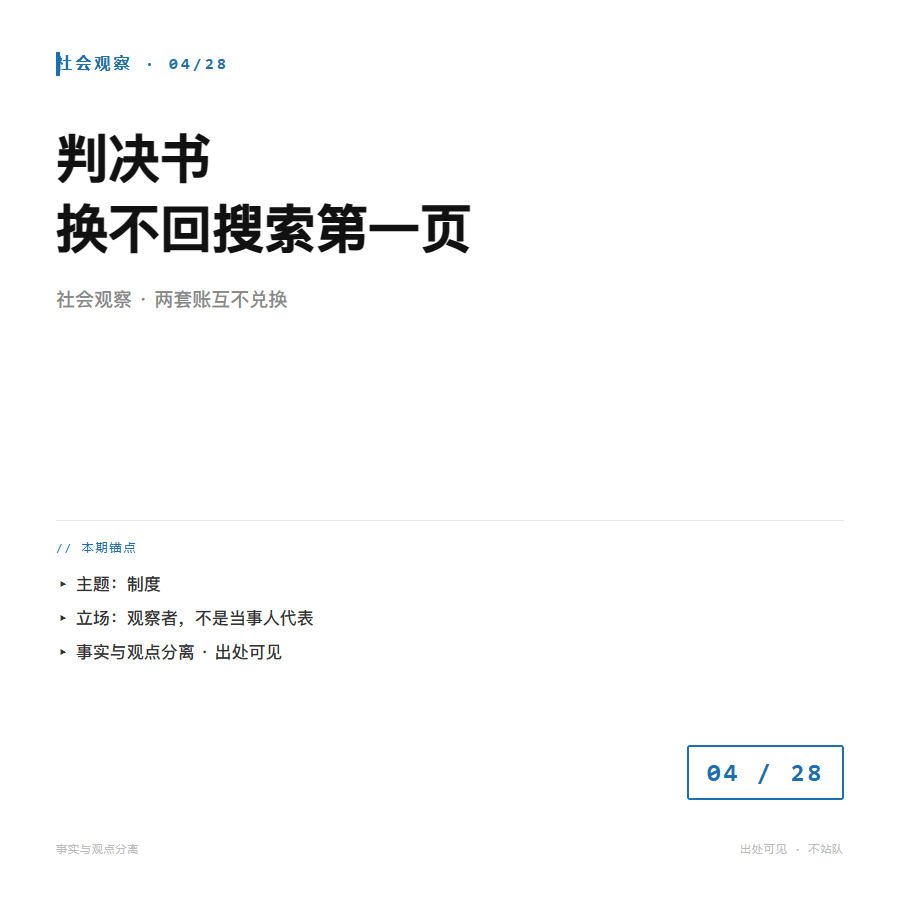 社会观察 · 04/28
判决书
换不回搜索第一页
社会观察 · 两套账互不兑换
// 本期锚点
▸ 主题：制度
▸ 立场：观察者，不是当事人代表
▸ 事实与观点分离 · 出处可见
04 / 28
事实与观点分离
出处可见 · 不站队